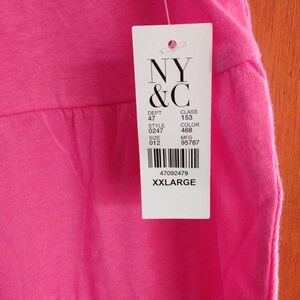 NY
&C
DEPT CLASS
47 153
STYLE COLOR
0247 468
SIZE MFG
012 95787
47092479
XXLARGE